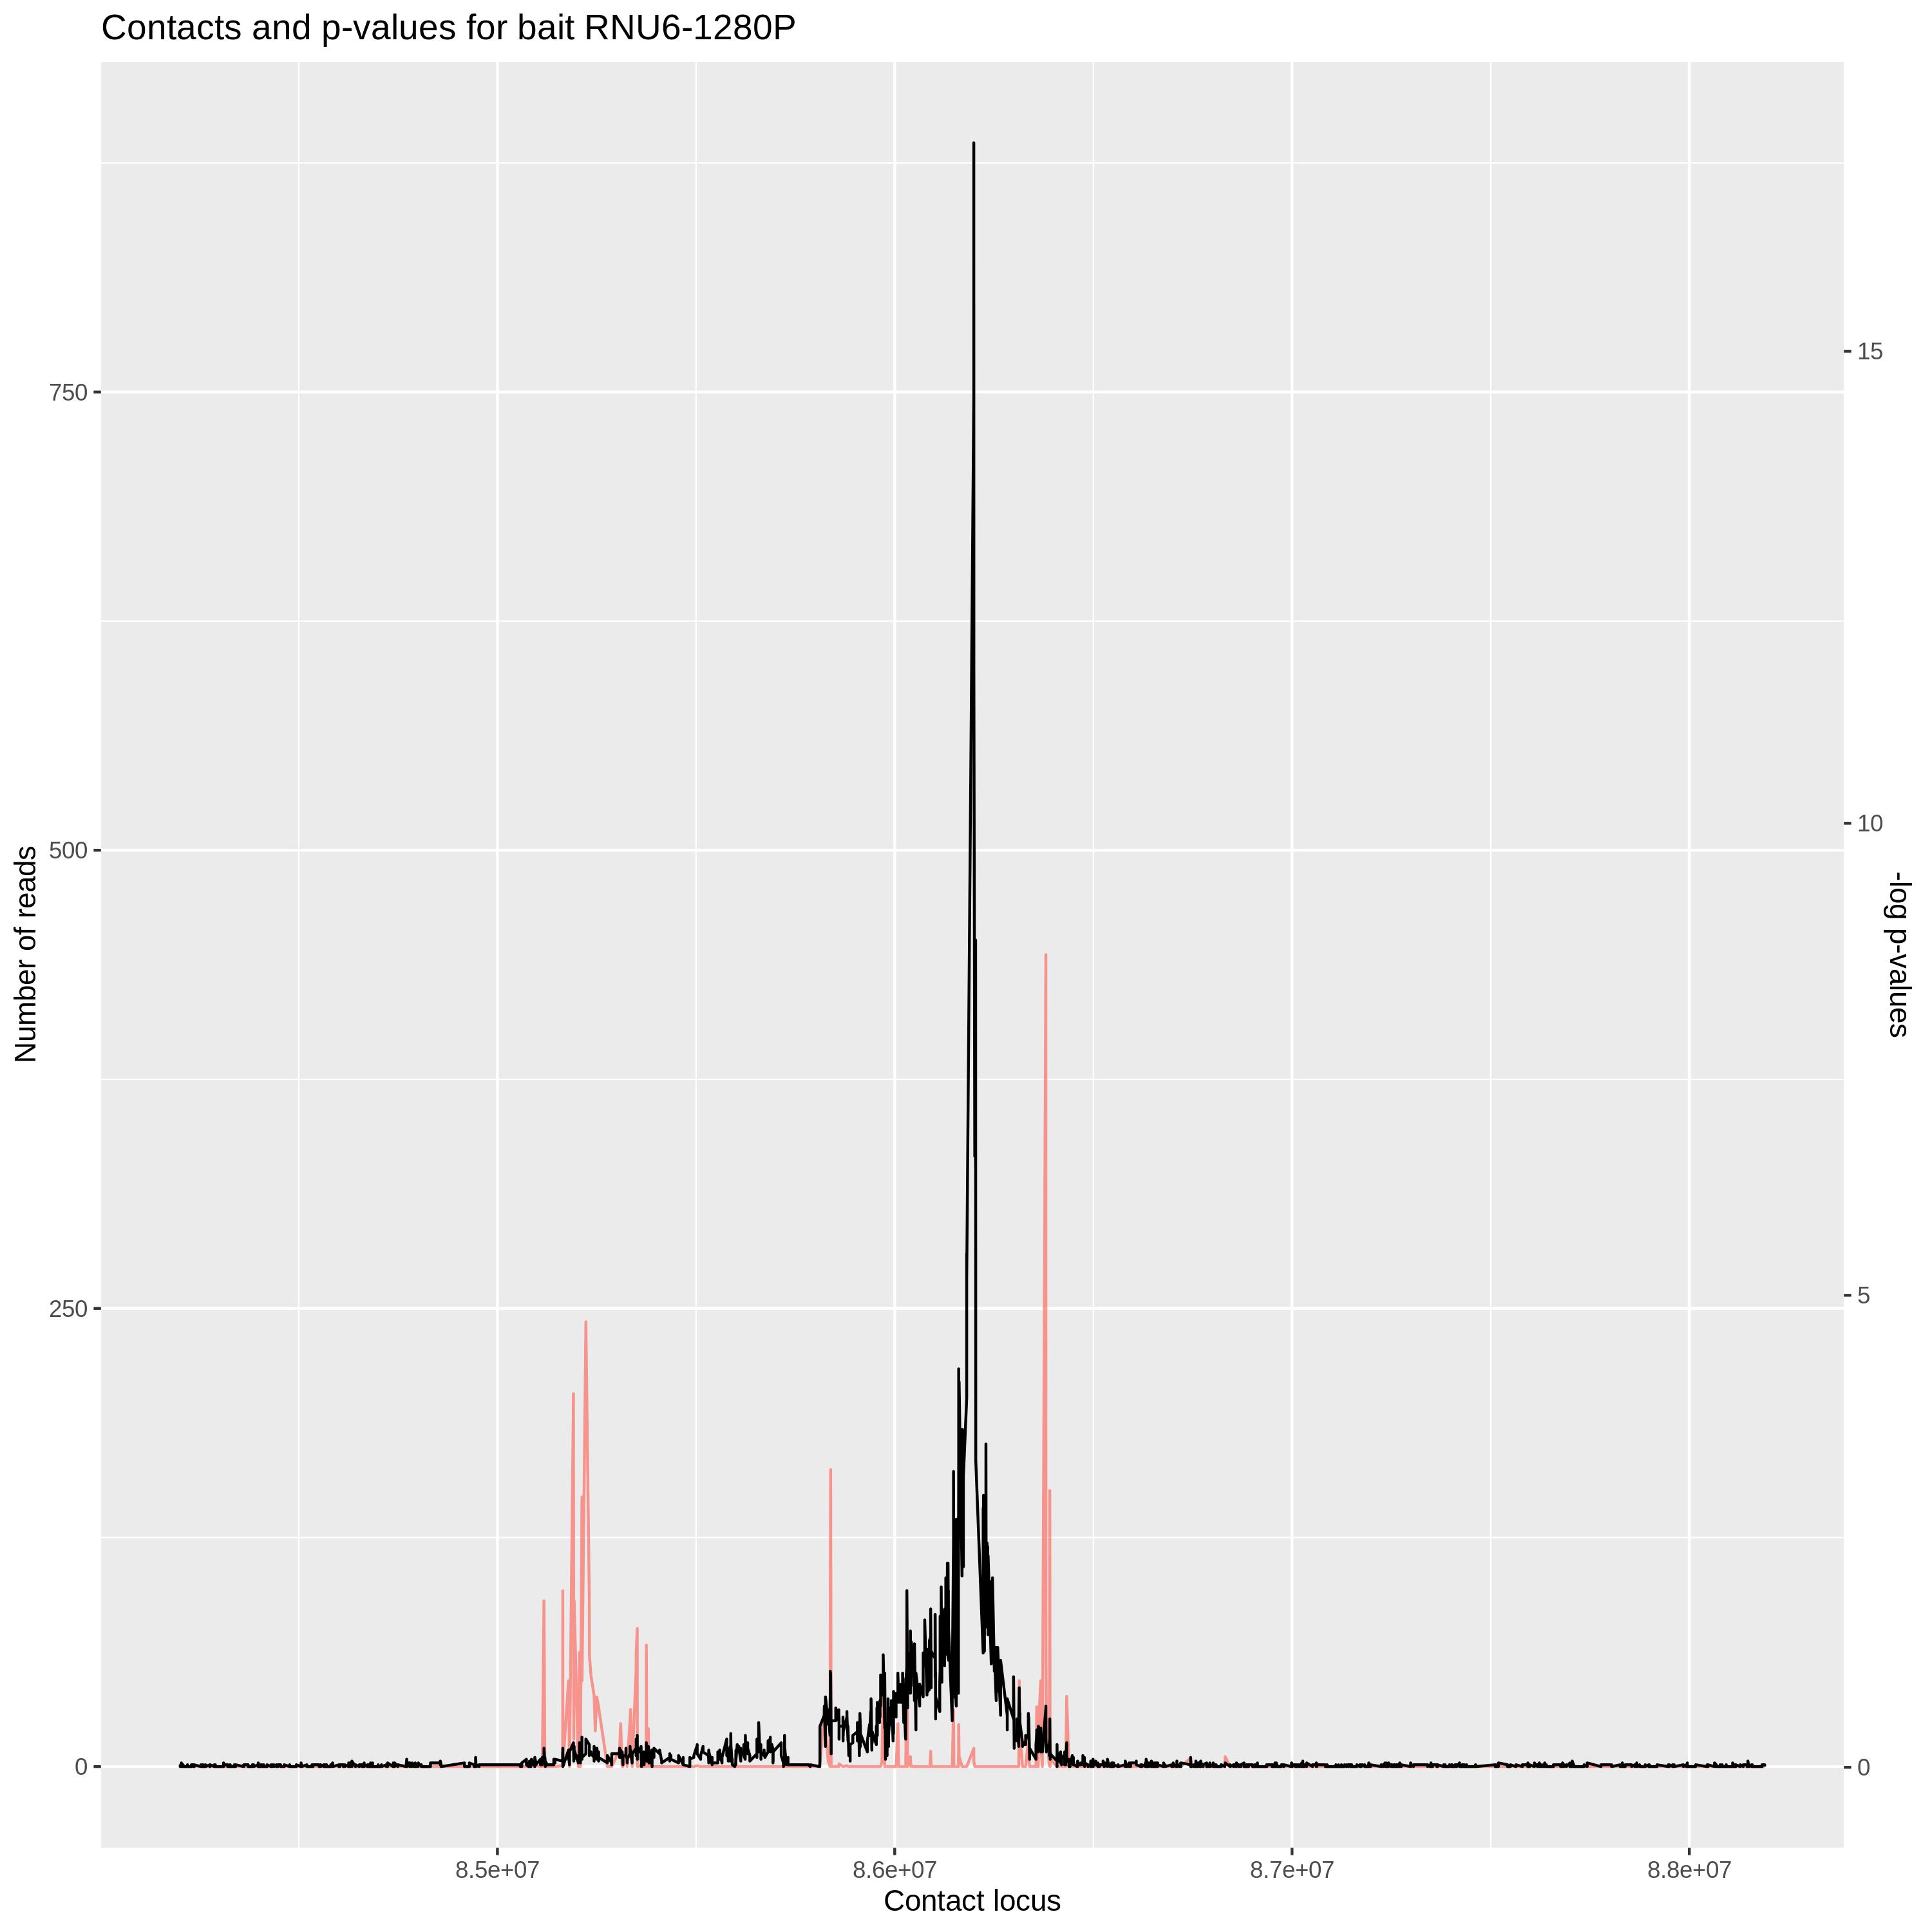 Contacts and p-values for bait RNU6-1280P
Number of reads
750
500
250
0
15
10
5
0
-log p-values
8.5e+07 8.6e+07 8.7e+07 8.8e+07
Contact locus